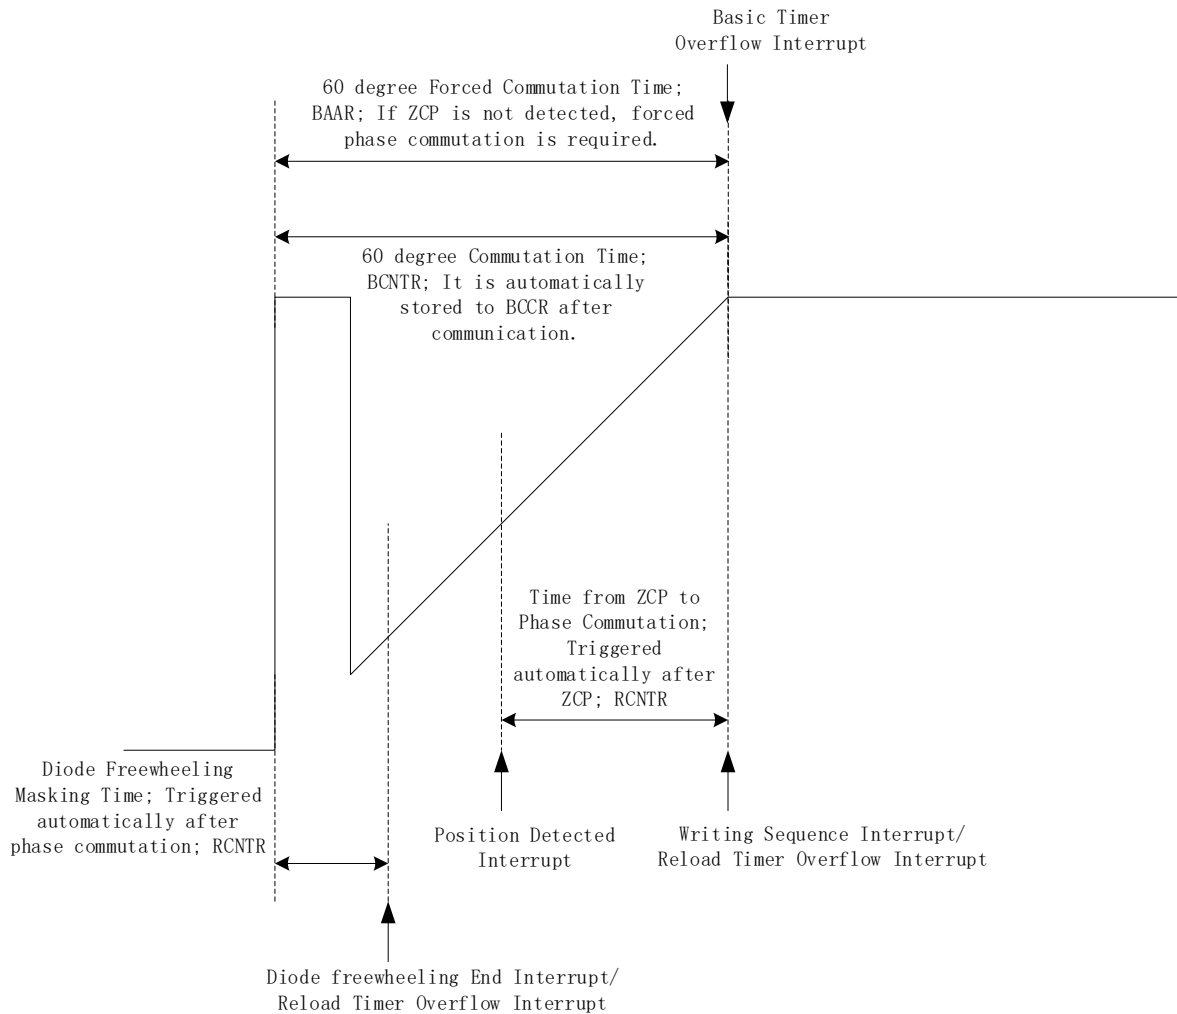 Basic Timer
Overflow Interrupt
60 degree Forced Commutation Time;
BAAR; If ZCP is not detected, forced
phase commutation is required.
60 degree Commutation Time;
BCNTR; It is automatically
stored to BCCR after
communication.
Time from ZCP to
Phase Commutation;
Triggered
automatically after
ZCP; RCNTR
Diode Freewheeling
Masking Time; Triggered
automatically after
phase commutation; RCNTR
Position Detected
Interrupt
Writing Sequence Interrupt/
Reload Timer Overflow Interrupt
Diode freewheeling End Interrupt/
Reload Timer Overflow Interrupt